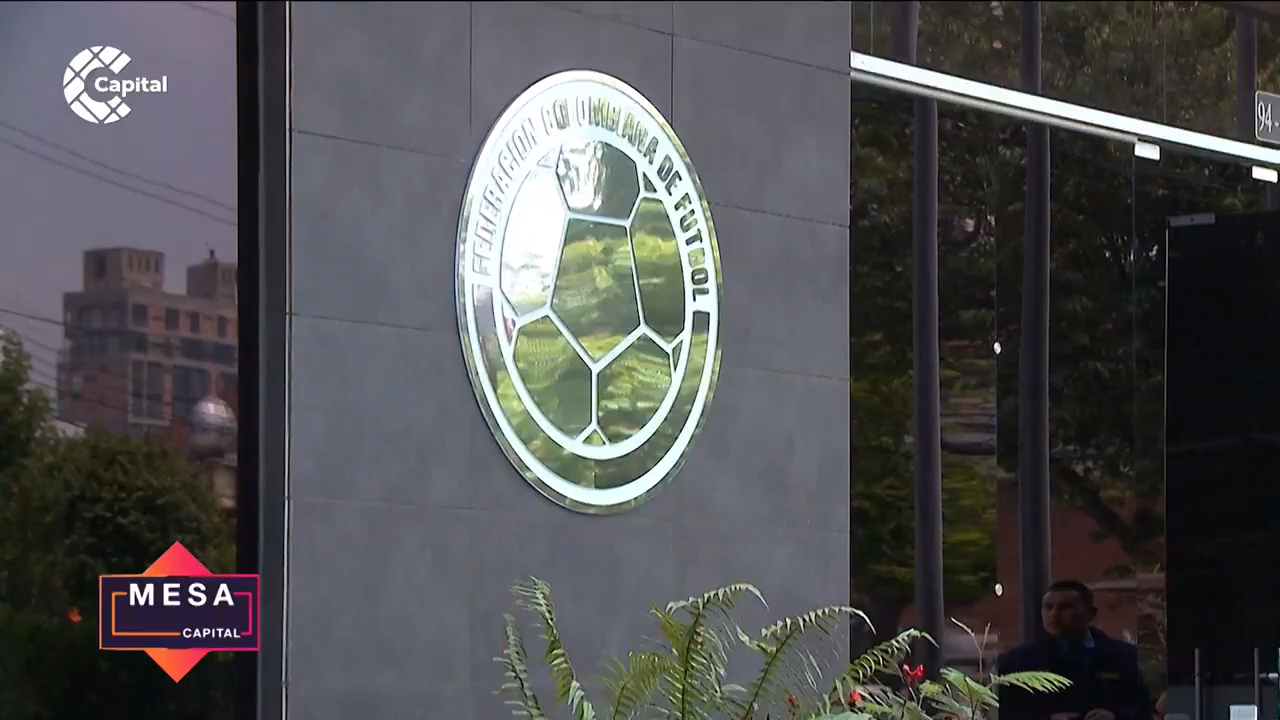 Capital
FEDERACION COLOMBIANA DE FUTBOL
94
MESA
CAPITAL